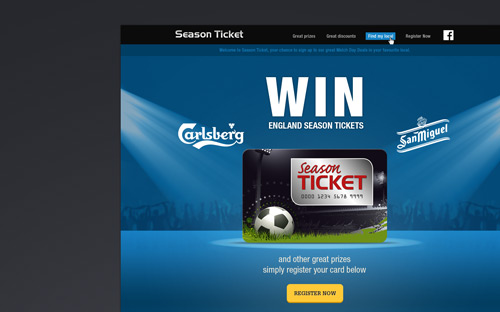 Season Ticket
Great prizes
Great discounts
Find my local
Register Now
Welcome to Season Ticket, your chance to sign up to our great Match Day Deals in your favourite local.
WIN
ENGLAND SEASON TICKETS
Carlsberg
San Miguel
Season
TICKET
0000 1234 5678 9999
and other great prizes
simply register your card below
REGISTER NOW